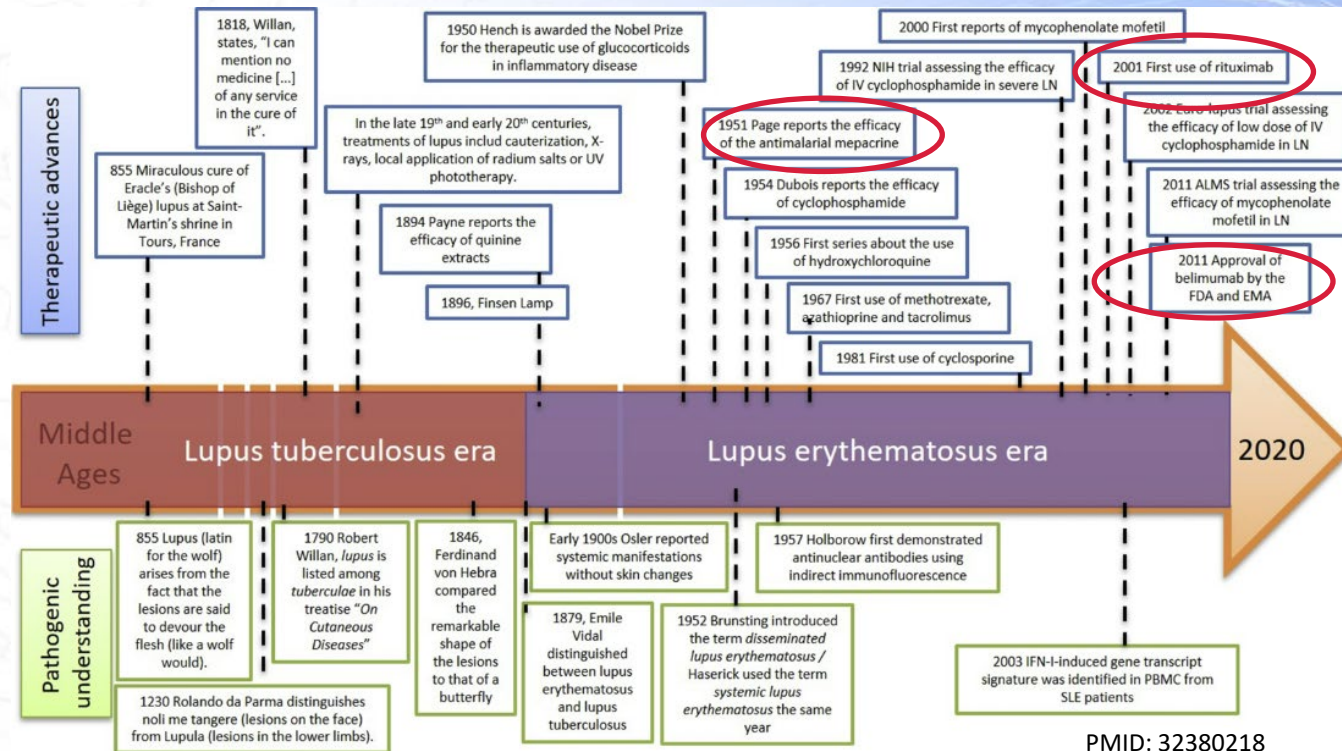 Therapeutic advances
1818, Willan,
states, "I can
mention no
medicine [...]
of any service
in the cure of
it".
855 Miraculous cure of
Eracle's (Bishop of
Liège) lupus at Saint-
Martin's shrine in
Tours, France
In the late 19th and early 20th centuries,
treatments of lupus includ cauterization, X-
rays, local application of radium salts or UV
phototherapy.
1894 Payne reports the
efficacy of quinine
extracts
1896, Finsen Lamp
1950 Hench is awarded the Nobel Prize
for the therapeutic use of glucocorticoids
in inflammatory disease
1951 Page reports the efficacy
of the antimalarial mepacrine
1954 Dubois reports the efficacy
of cyclophosphamide
1956 First series about the use
of hydroxychloroquine
1967 First use of methotrexate,
azathioprine and tacrolimus
1981 First use of cyclosporine
1992 NIH trial assessing the efficacy
of IV cyclophosphamide in severe LN
2000 First reports of mycophenolate mofetil
2001 First use of rituximab
2002 Euro-lupus trial assessing
the efficacy of low dose of IV
cyclophosphamide in LN
2011 ALMS trial assessing the
efficacy of mycophenolate
mofetil in LN
2011 Approval of
belimumab by the
FDA and EMA
Middle
Ages
Lupus tuberculosus era
Lupus erythematosus era
2020
Pathogenic
understanding
855 Lupus (latin
for the wolf)
arises from the
fact that the
lesions are said
to devour the
flesh (like a wolf
would).
1230 Rolando da Parma distinguishes
noli me tangere (lesions on the face)
from Lupula (lesions in the lower limbs).
1790 Robert
Willan, lupus is
listed among
tuberculae in his
treatise "On
Cutaneous
Diseases"
1846,
Ferdinand
von Hebra
compared
the
remarkable
shape of
the lesions
to that of a
butterfly
Early 1900s Osler reported
systemic manifestations
without skin changes
1879, Emile
Vidal
distinguished
between lupus
erythematosus
and lupus
tuberculosus
1952 Brunsting introduced
the term disseminated
lupus erythematosus /
Haserick used the term
systemic lupus
erythematosus the same
year
1957 Holborow first demonstrated
antinuclear antibodies using
indirect immunofluorescence
2003 IFN-I-induced gene transcript
signature was identified in PBMC from
SLE patients
PMID: 32380218